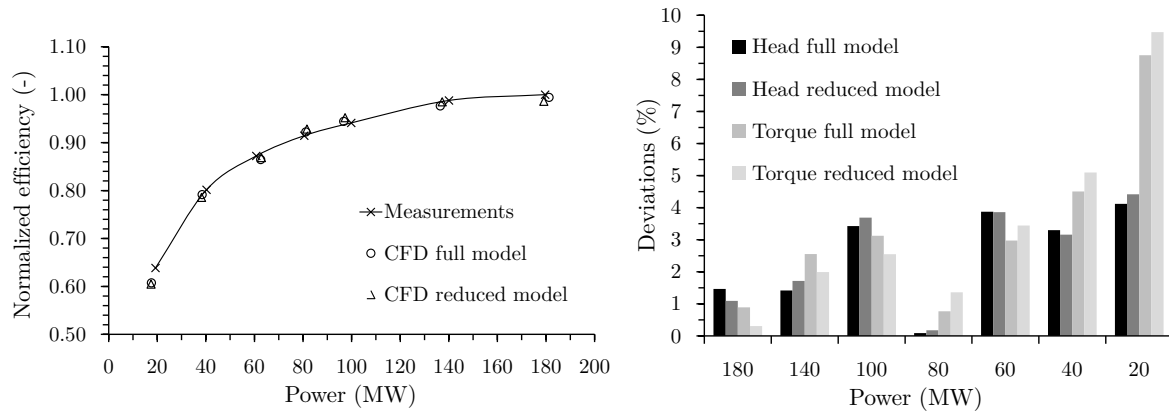 1.10
1.00
0.90
0.80
0.70
0.60
0.50
Normalized efficiency (-)
0 20 40 60 80 100 120 140 160 180 200
Power (MW)
Measurements
CFD full model
CFD reduced model
10
9
8
7
6
5
4
3
2
1
0
Deviations (%)
Head full model
Head reduced model
Torque full model
Torque reduced model
180 140 100 80 60 40 20
Power (MW)